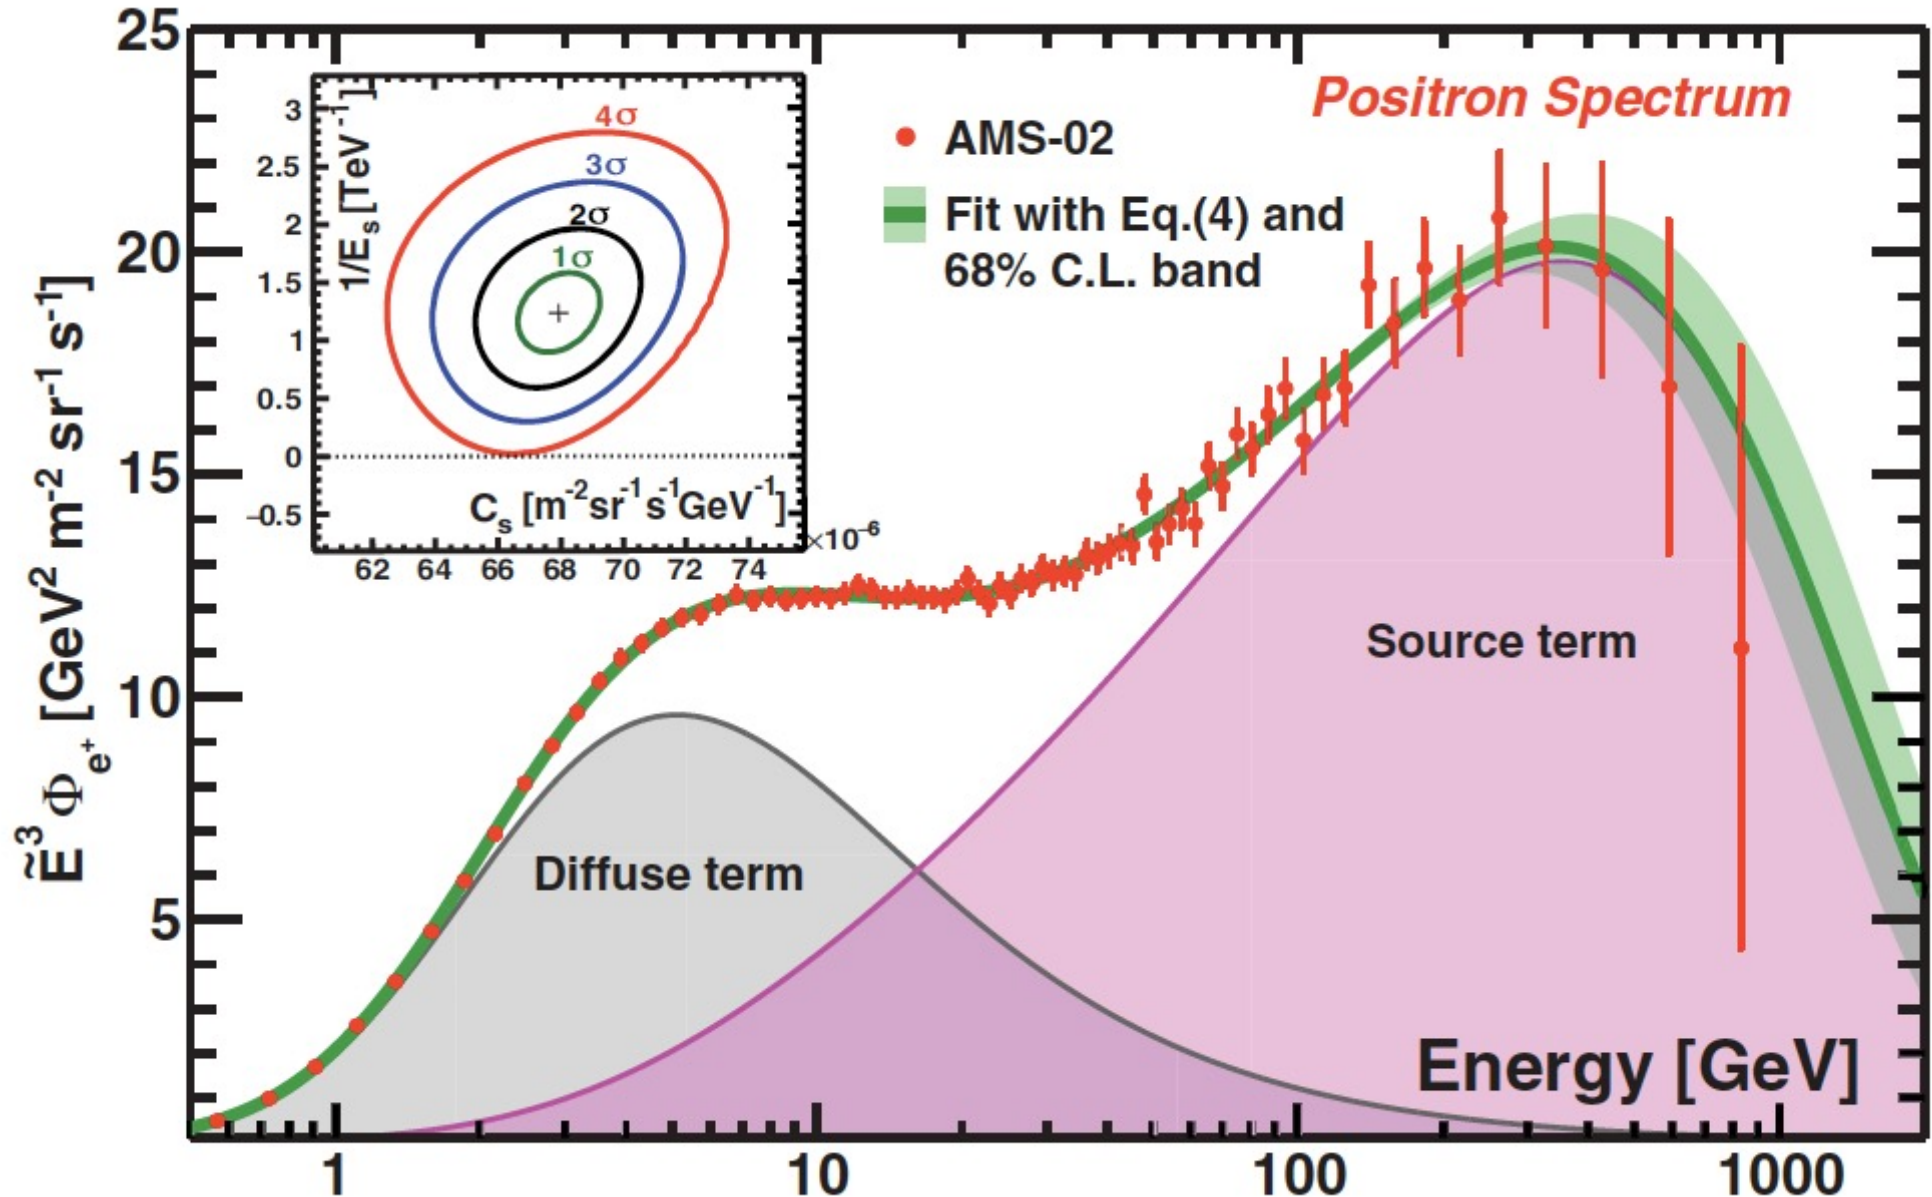 25
20
15
10
5
Ẽ³ Φₑ⁺ [GeV² m⁻² sr⁻¹ s⁻¹]
3
2.5
2
1.5
1
0.5
0
−0.5
1/Eₛ [TeV⁻¹]
4σ
3σ
2σ
1σ
Cₛ [m⁻²sr⁻¹s⁻¹GeV⁻¹]
×10⁻⁶
62 64 66 68 70 72 74
Positron Spectrum
AMS-02
Fit with Eq.(4) and
68% C.L. band
Source term
Diffuse term
Energy [GeV]
1 10 100 1000